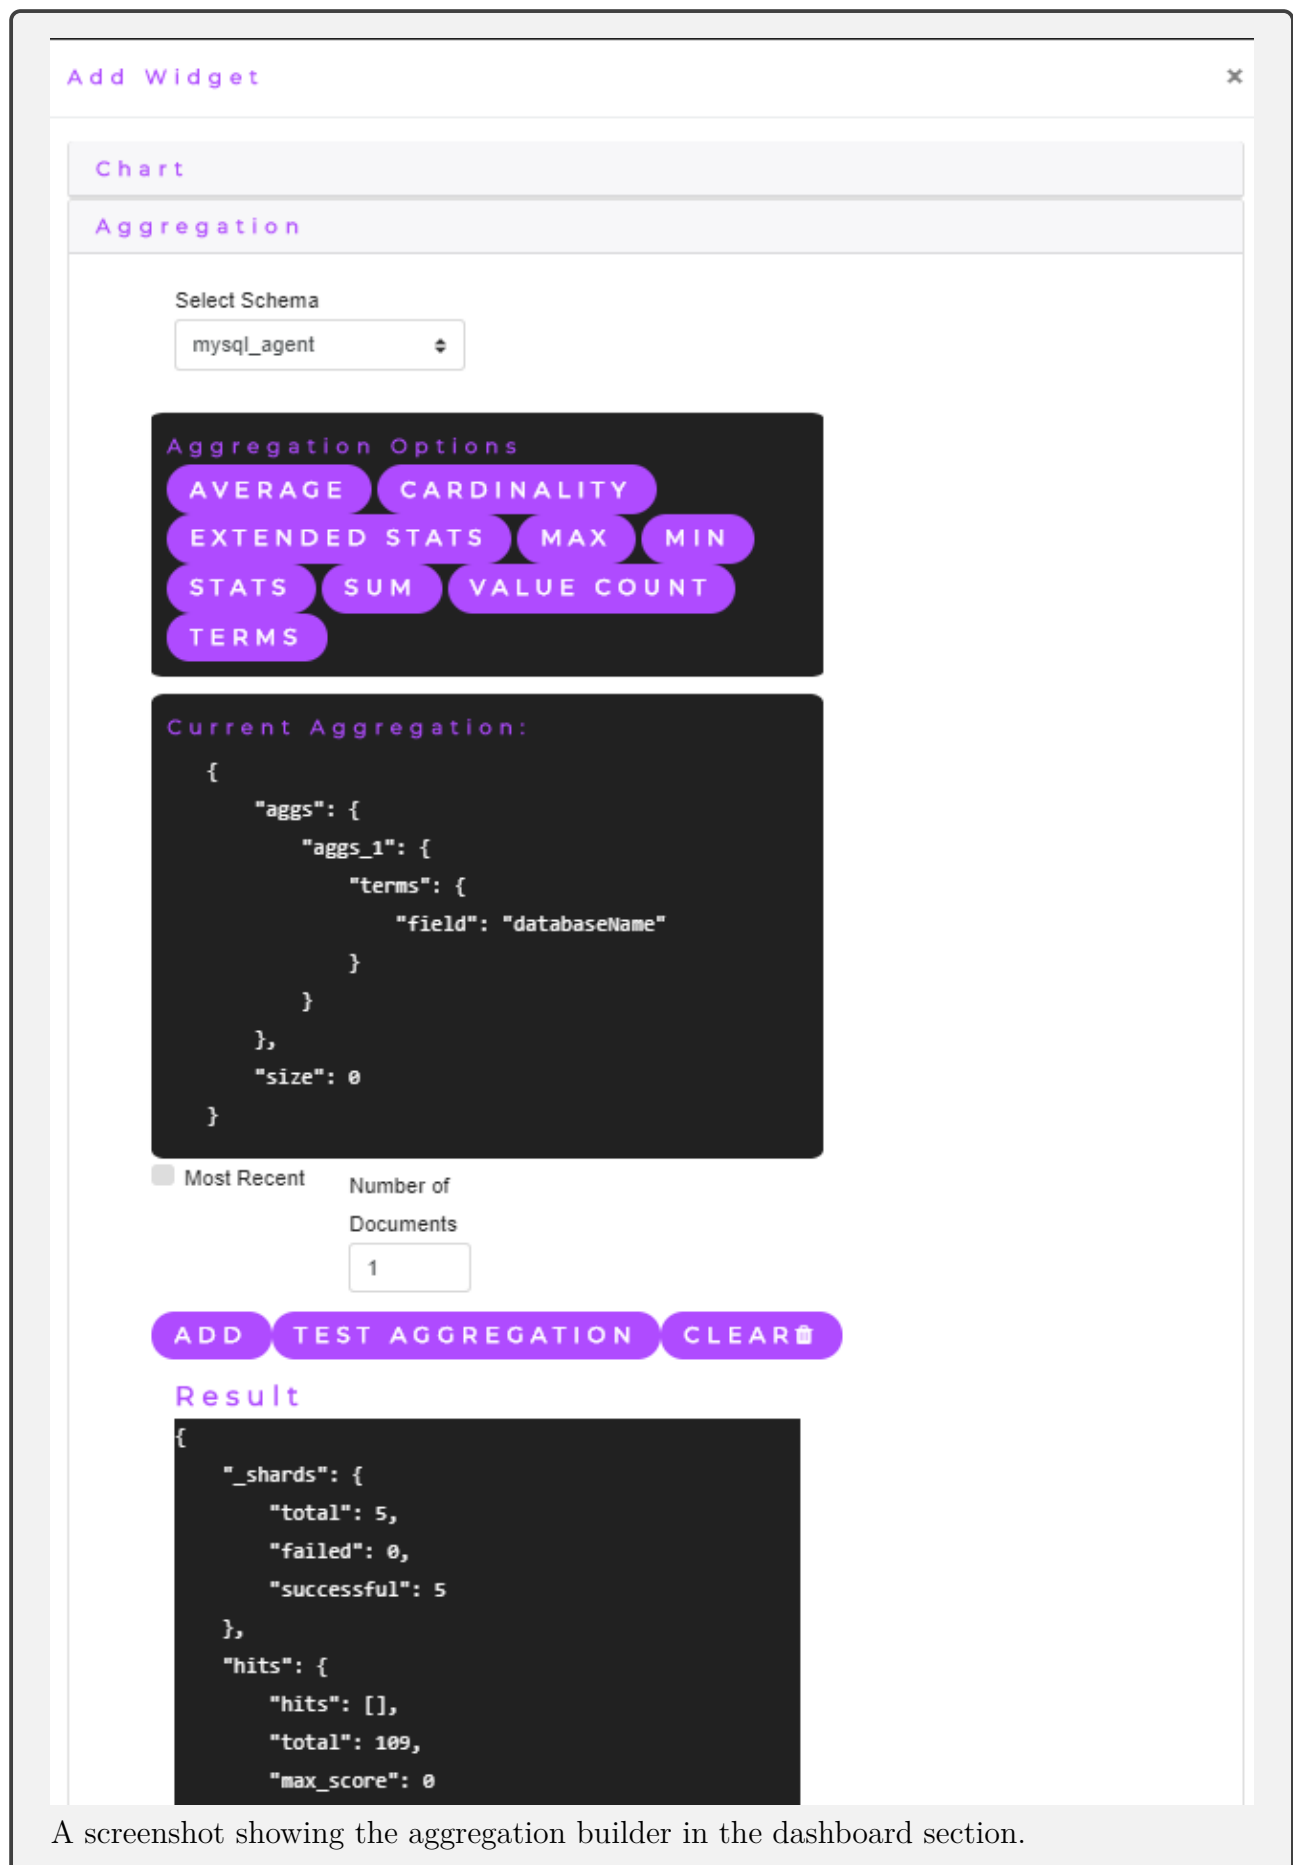 Add Widget ×
Chart
Aggregation
Select Schema
mysql_agent
Aggregation Options
AVERAGE CARDINALITY
EXTENDED STATS MAX MIN
STATS SUM VALUE COUNT
TERMS
Current Aggregation:
{
"aggs": {
"aggs_1": {
"terms": {
"field": "databaseName"
}
}
},
"size": 0
}
Most Recent
Number of
Documents
1
ADD TEST AGGREGATION CLEAR
Result
{
"_shards": {
"total": 5,
"failed": 0,
"successful": 5
},
"hits": {
"hits": [],
"total": 109,
"max_score": 0
A screenshot showing the aggregation builder in the dashboard section.